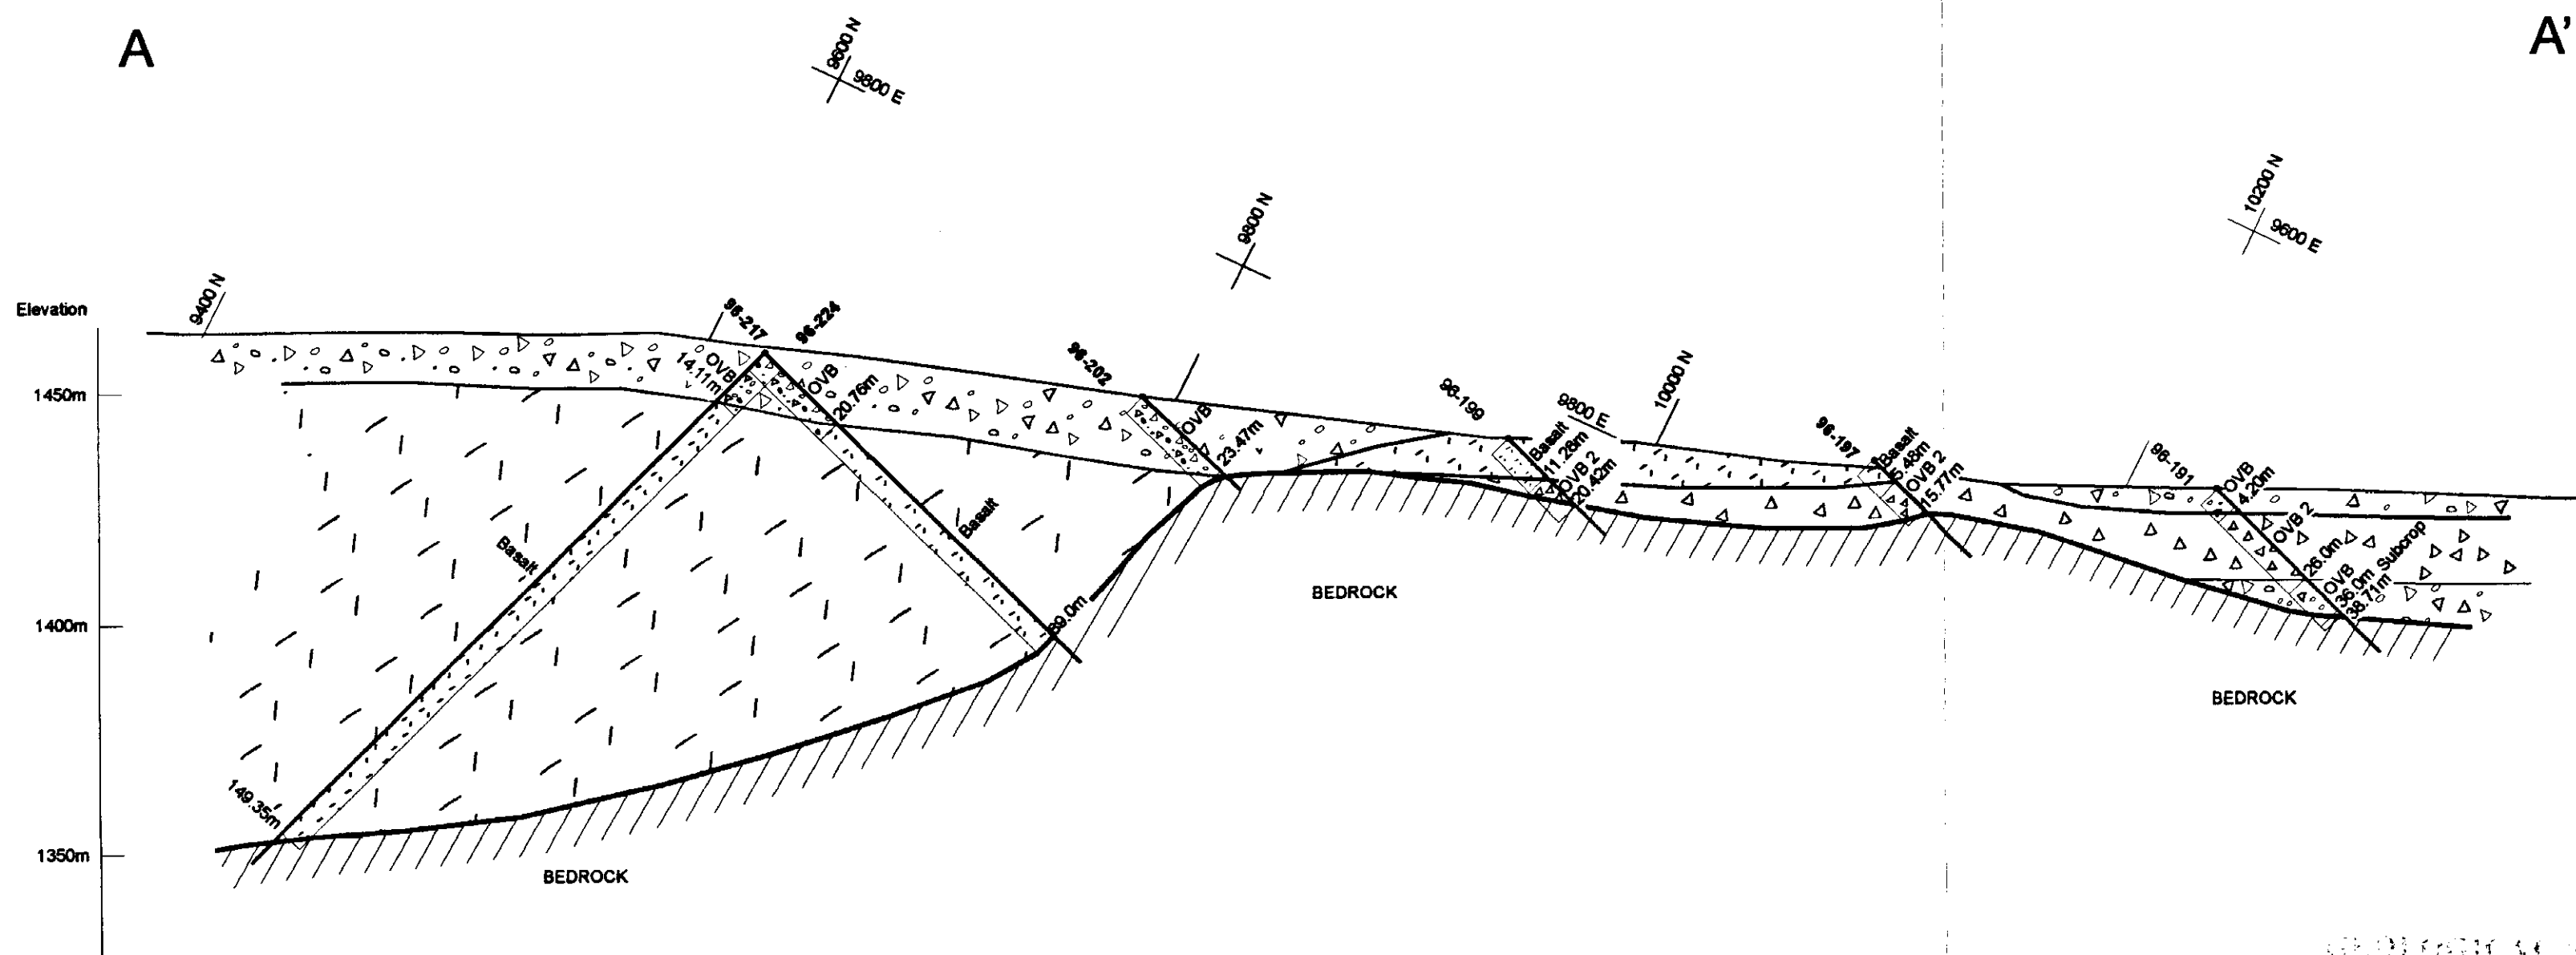 A
A'
9600 N
9800 E
9800 N
10200 N
9600 E
Elevation
9400 N
96-217
96-224
96-202
96-199
9800 E
10000 N
96-197
96-191
1450m
1400m
1350m
OVB
14.11m
OVB
20.76m
OVB
23.47m
Basalt
11.28m
OVB 2
20.42m
Basalt
5.48m
OVB 2
15.77m
OVB
4.20m
OVB 2
26.0m
OVB
36.0m Subcrop
38.71m
Basalt
Basalt
89.0m
149.35m
BEDROCK
BEDROCK
BEDROCK